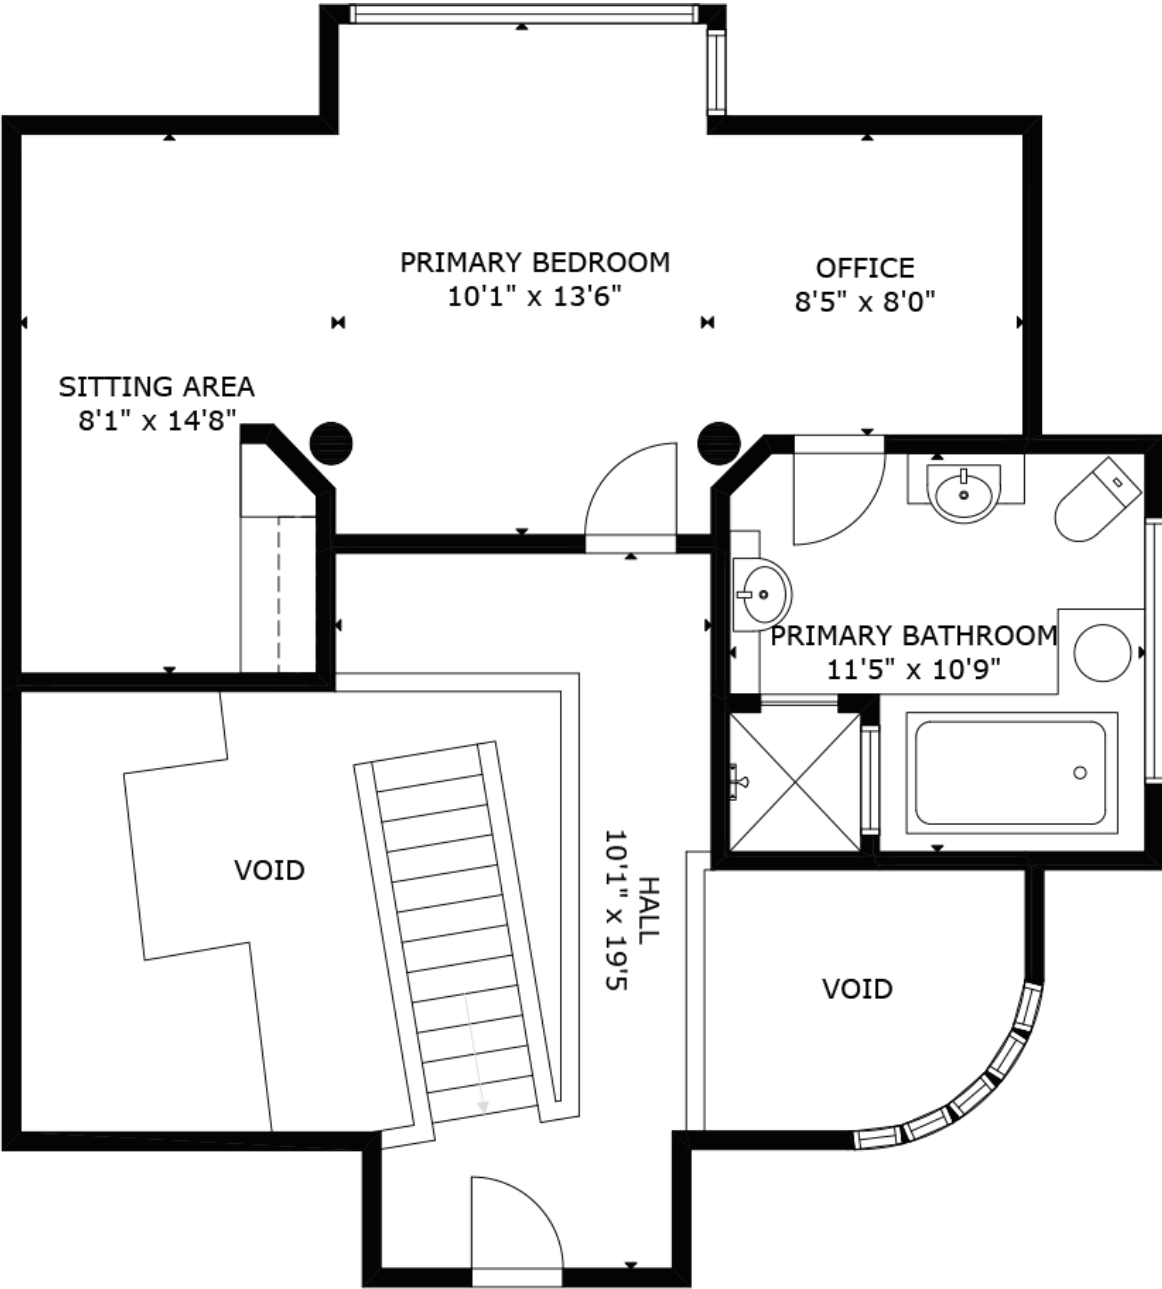 PRIMARY BEDROOM
10'1" x 13'6"
OFFICE
8'5" x 8'0"
SITTING AREA
8'1" x 14'8"
PRIMARY BATHROOM
11'5" x 10'9"
HALL
10'1" x 19'5
VOID
VOID